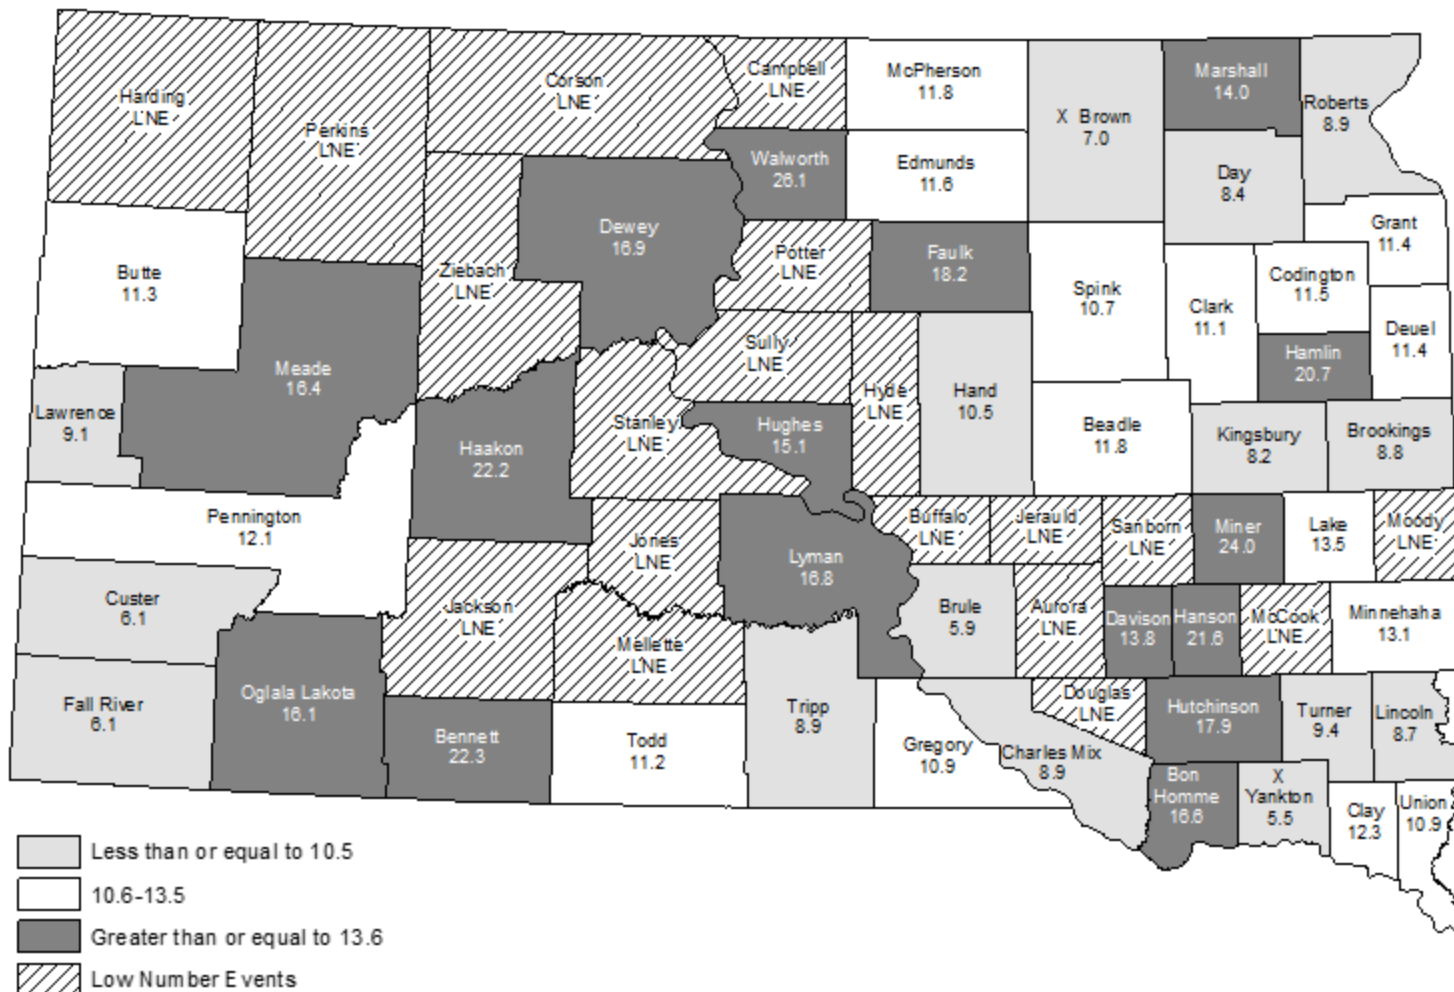 Harding
LNE
Perkins
LNE
Corson
LNE
Campbell
LNE
McPherson
11.8
X Brown
7.0
Marshall
14.0
Roberts
8.9
Walworth
26.1
Edmunds
11.6
Day
8.4
Grant
11.4
Butte
11.3
Ziebach
LNE
Dewey
16.9
Potter
LNE
Faulk
18.2
Spink
10.7
Clark
11.1
Codington
11.5
Deuel
11.4
Meade
16.4
Sully
LNE
Hamlin
20.7
Lawrence
9.1
Haakon
22.2
Stanley
LNE
Hughes
15.1
Hyde
LNE
Hand
10.5
Beadle
11.8
Kingsbury
8.2
Brookings
8.8
Pennington
12.1
Jones
LNE
Lyman
16.8
Buffalo
LNE
Jerauld
LNE
Sanborn
LNE
Miner
24.0
Lake
13.5
Moody
LNE
Custer
6.1
Jackson
LNE
Mellette
LNE
Brule
5.9
Aurora
LNE
Davison
13.8
Hanson
21.6
McCook
LNE
Minnehaha
13.1
Fall River
6.1
Oglala Lakota
16.1
Bennett
22.3
Todd
11.2
Tripp
8.9
Gregory
10.9
Charles Mix
8.9
Douglas
LNE
Hutchinson
17.9
Turner
9.4
Lincoln
8.7
Bon
Homme
16.6
X
Yankton
5.5
Clay
12.3
Union
10.9
Less than or equal to 10.5
10.6-13.5
Greater than or equal to 13.6
Low Number Events